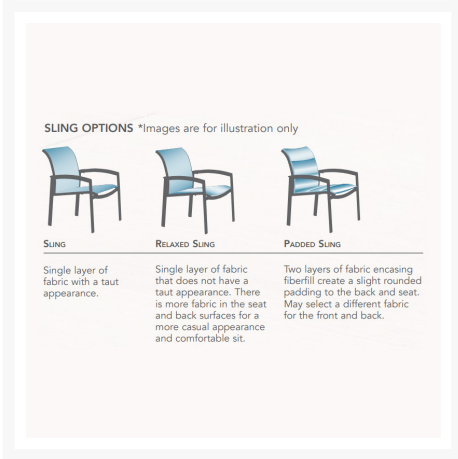 SLING OPTIONS *Images are for illustration only
SLING
Single layer of
fabric with a taut
appearance.
RELAXED SLING
Single layer of fabric
that does not have a
taut appearance. There
is more fabric in the seat
and back surfaces for a
more casual appearance
and comfortable sit.
PADDED SLING
Two layers of fabric encasing
fiberfill create a slight rounded
padding to the back and seat.
May select a different fabric
for the front and back.